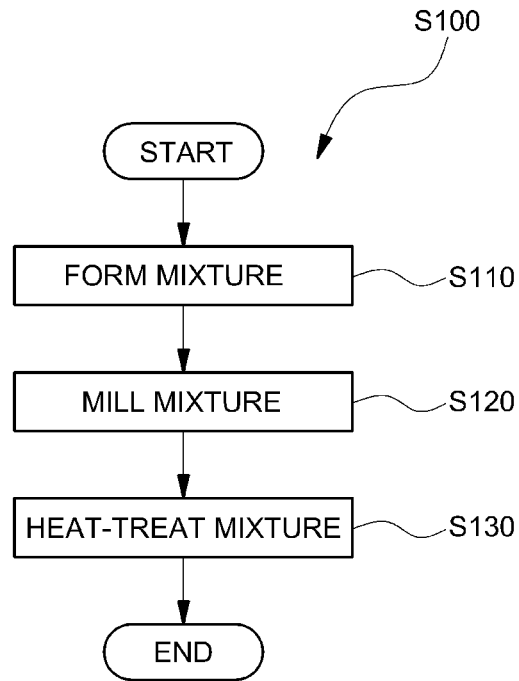 S100
START
FORM MIXTURE
S110
MILL MIXTURE
S120
HEAT-TREAT MIXTURE
S130
END